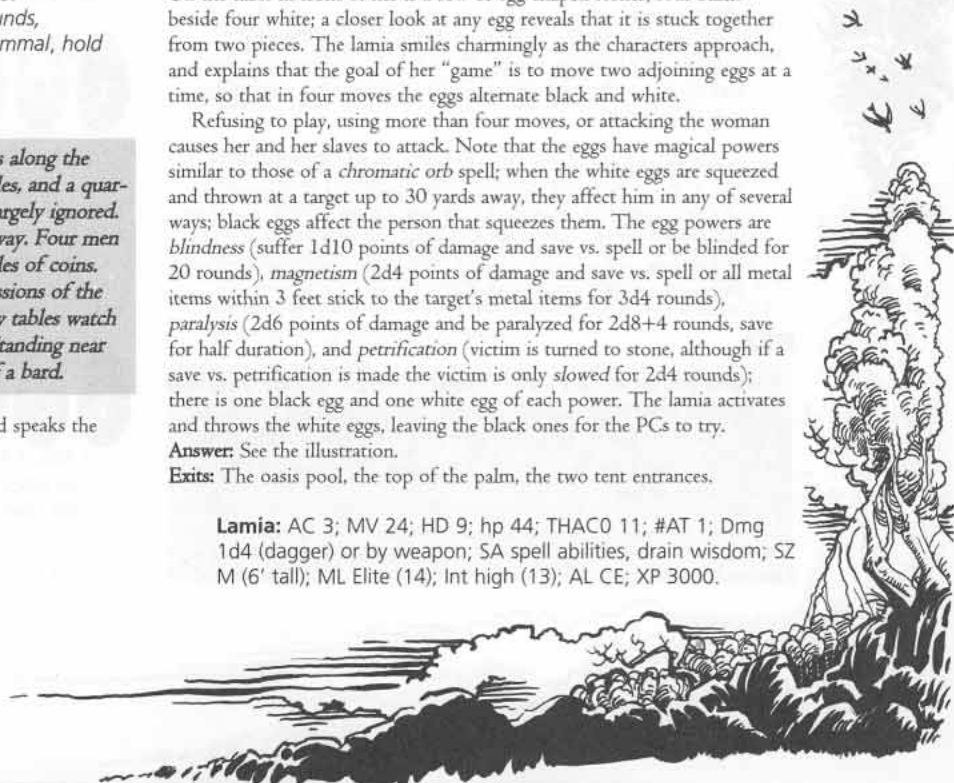 unds,
mmal, hold
s along the
les, and a quar-
rgely ignored.
vay. Four men
les of coins.
ssions of the
y tables watch
tanding near
f a bard.
d speaks the
beside four white; a closer look at any egg reveals that it is stuck together
from two pieces. The lamia smiles charmingly as the characters approach,
and explains that the goal of her “game” is to move two adjoining eggs at a
time, so that in four moves the eggs alternate black and white.
Refusing to play, using more than four moves, or attacking the woman
causes her and her slaves to attack. Note that the eggs have magical powers
similar to those of a chromatic orb spell; when the white eggs are squeezed
and thrown at a target up to 30 yards away, they affect him in any of several
ways; black eggs affect the person that squeezes them. The egg powers are
blindness (suffer 1d10 points of damage and save vs. spell or be blinded for
20 rounds), magnetism (2d4 points of damage and save vs. spell or all metal
items within 3 feet stick to the target’s metal items for 3d4 rounds),
paralysis (2d6 points of damage and be paralyzed for 2d8+4 rounds, save
for half duration), and petrification (victim is turned to stone, although if a
save vs. petrification is made the victim is only slowed for 2d4 rounds);
there is one black egg and one white egg of each power. The lamia activates
and throws the white eggs, leaving the black ones for the PCs to try.
Answer: See the illustration.
Exits: The oasis pool, the top of the palm, the two tent entrances.
Lamia: AC 3; MV 24; HD 9; hp 44; THAC0 11; #AT 1; Dmg
1d4 (dagger) or by weapon; SA spell abilities, drain wisdom; SZ
M (6’ tall); ML Elite (14); Int high (13); AL CE; XP 3000.